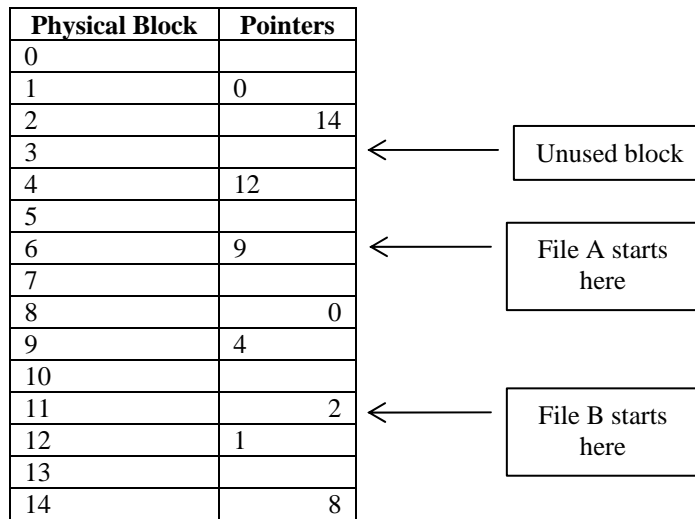 Physical Block Pointers
0
1 0
2 14
3
4 12
5
6 9
7
8 0
9 4
10
11 2
12 1
13
14 8
Unused block
File A starts
here
File B starts
here